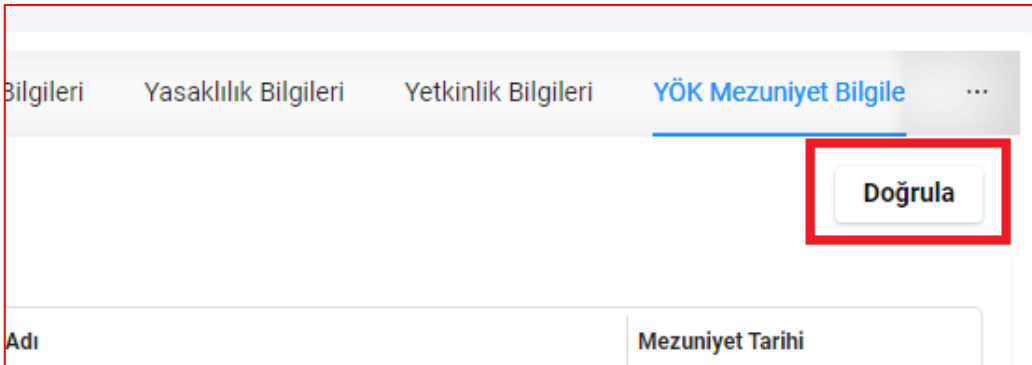 Bilgileri Yasaklılık Bilgileri Yetkinlik Bilgileri YÖK Mezuniyet Bilgile ...
Doğrula
Adı Mezuniyet Tarihi